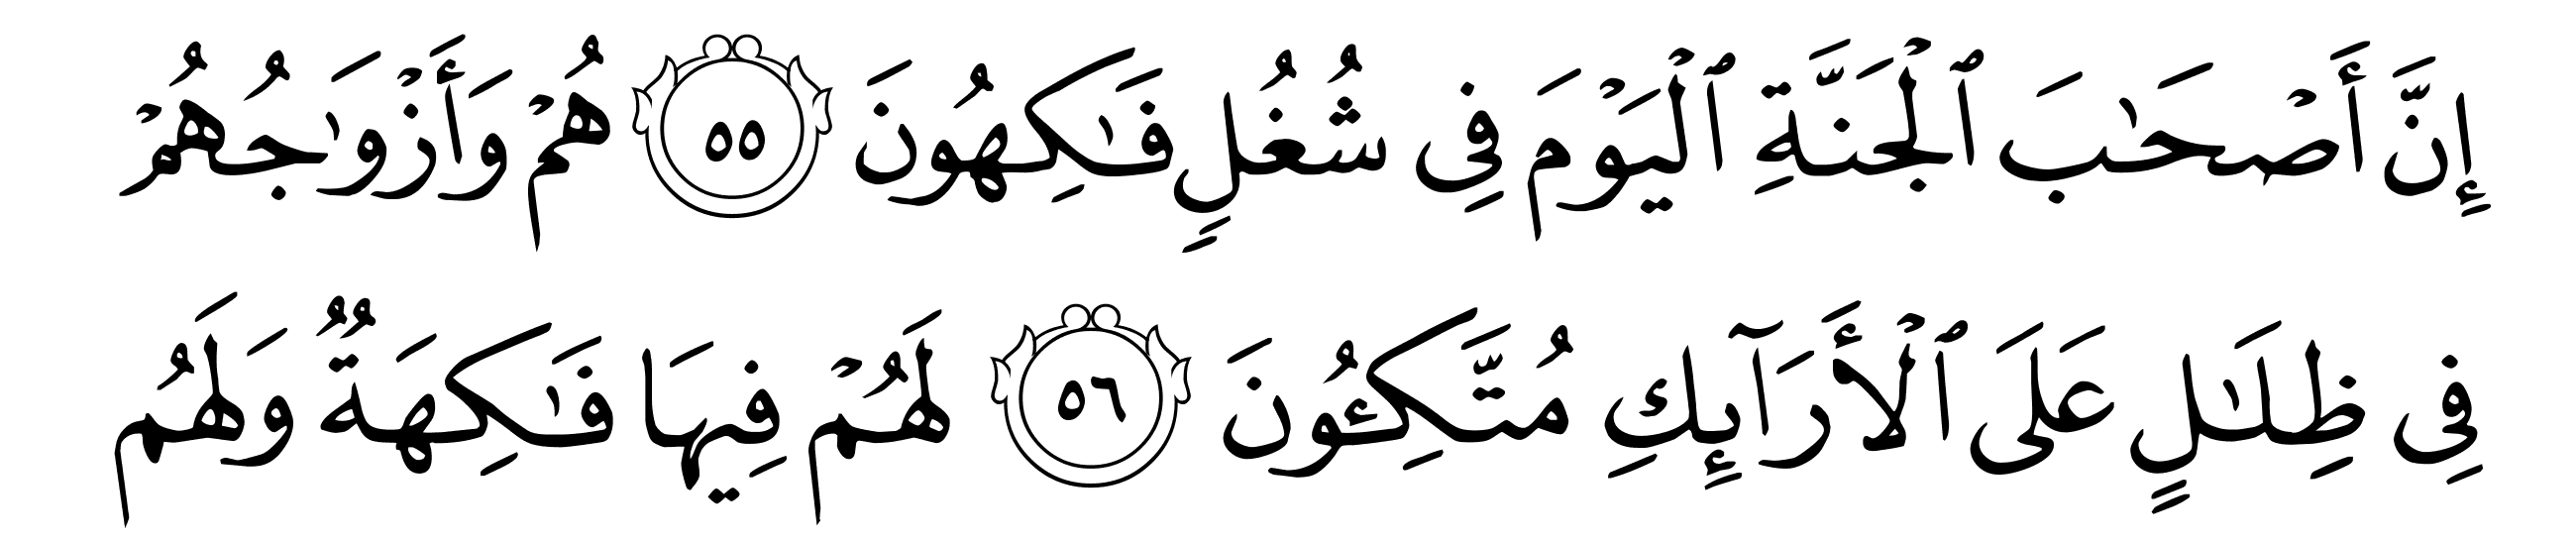 إِنَّ أَصْحَٰبَ ٱلْجَنَّةِ ٱلْيَوْمَ فِى شُغُلٍ فَٰكِهُونَ ٥٥ هُمْ وَأَزْوَٰجُهُمْ
فِى ظِلَٰلٍ عَلَى ٱلْأَرَآئِكِ مُتَّكِـُٔونَ ٥٦ لَهُمْ فِيهَا فَٰكِهَةٌ وَلَهُم